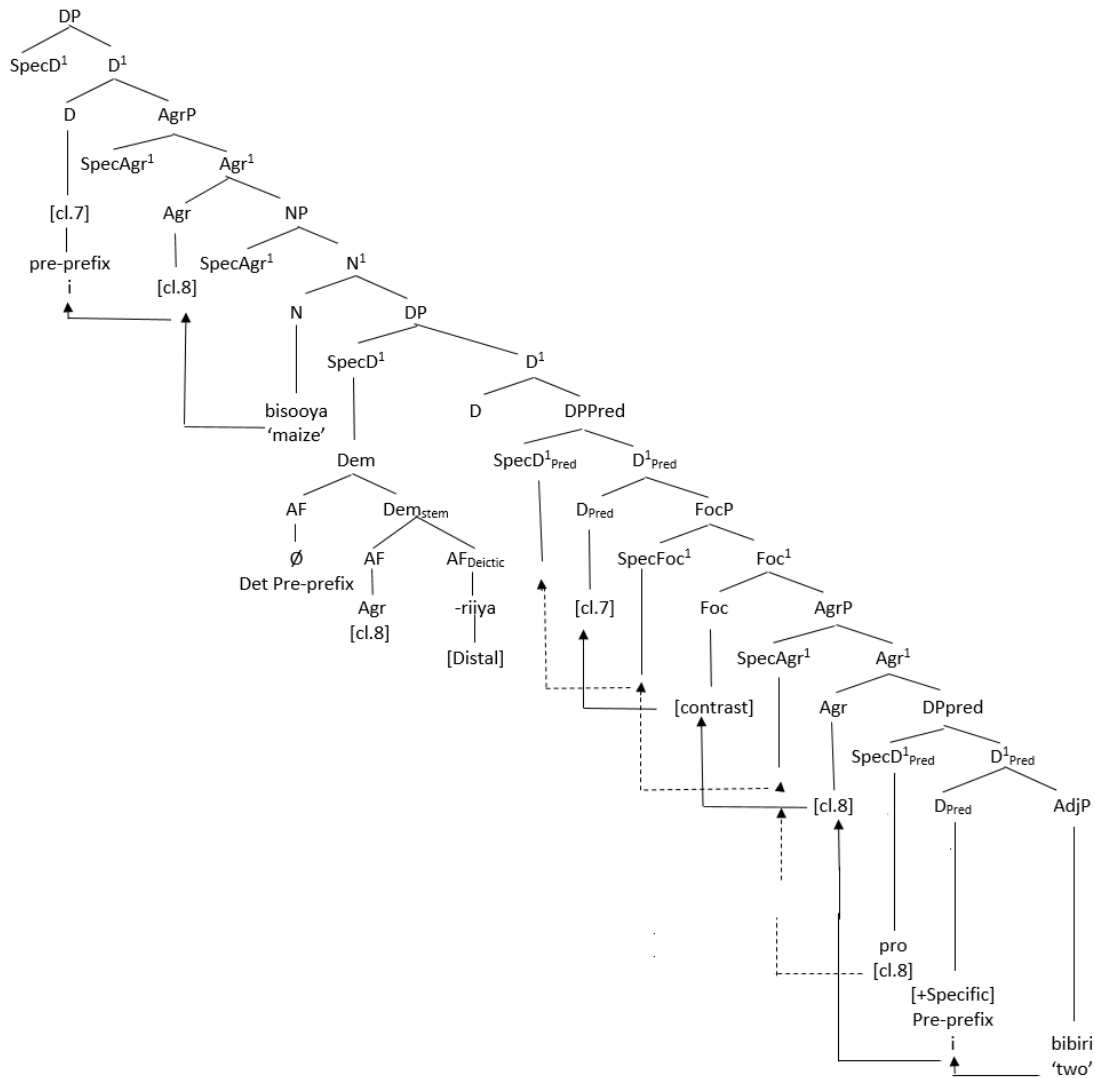 DP
SpecD¹ D¹
D AgrP
SpecAgr¹ Agr¹
[cl.7] Agr NP
pre-prefix SpecAgr¹ N¹
i [cl.8]
N DP
SpecD¹ D¹
bisooya D DPPred
‘maize’
Dem SpecD¹Pred D¹Pred
AF Demstem DPred FocP
Ø AF AFDeictic SpecFoc¹ Foc¹
Det Pre-prefix
Agr -riiya [cl.7] Foc AgrP
[cl.8]
[Distal] SpecAgr¹ Agr¹
[contrast] Agr DPpred
SpecD¹Pred D¹Pred
[cl.8] DPred AdjP
pro
[cl.8]
[+Specific]
Pre-prefix
i bibiri
‘two’